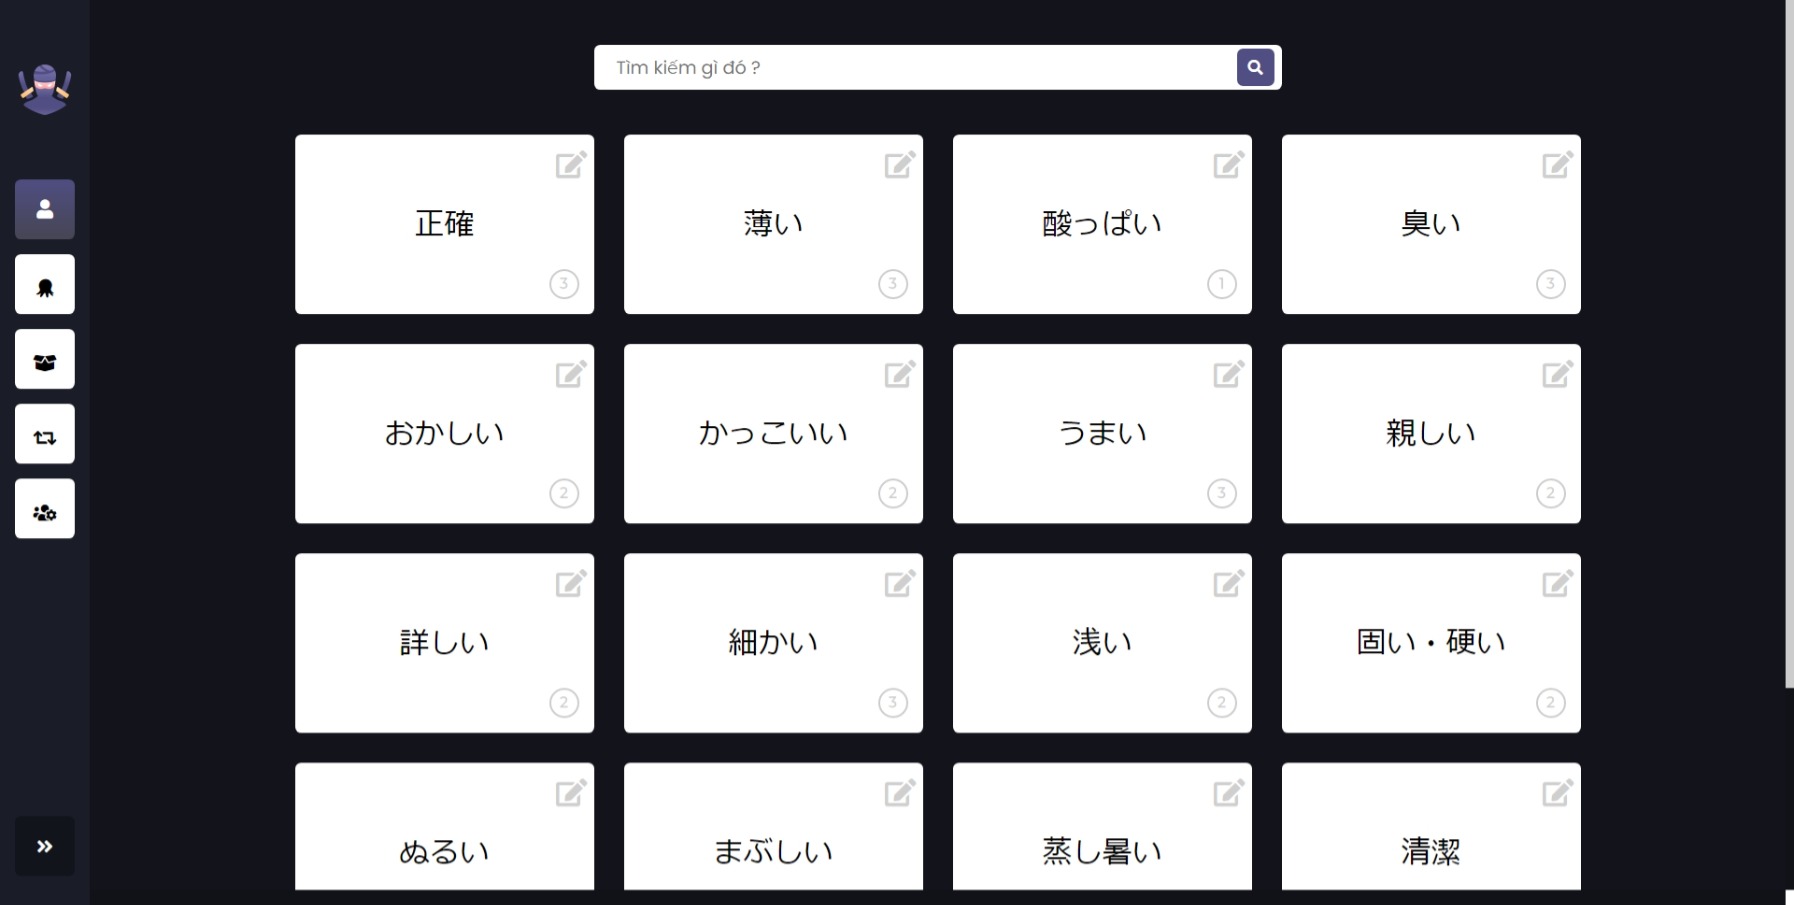 Tìm kiếm gì đó ?
正確
3
薄い
3
酸っぱい
1
臭い
3
おかしい
2
かっこいい
2
うまい
3
親しい
2
詳しい
2
細かい
3
浅い
2
固い・硬い
2
ぬるい
まぶしい
蒸し暑い
清潔